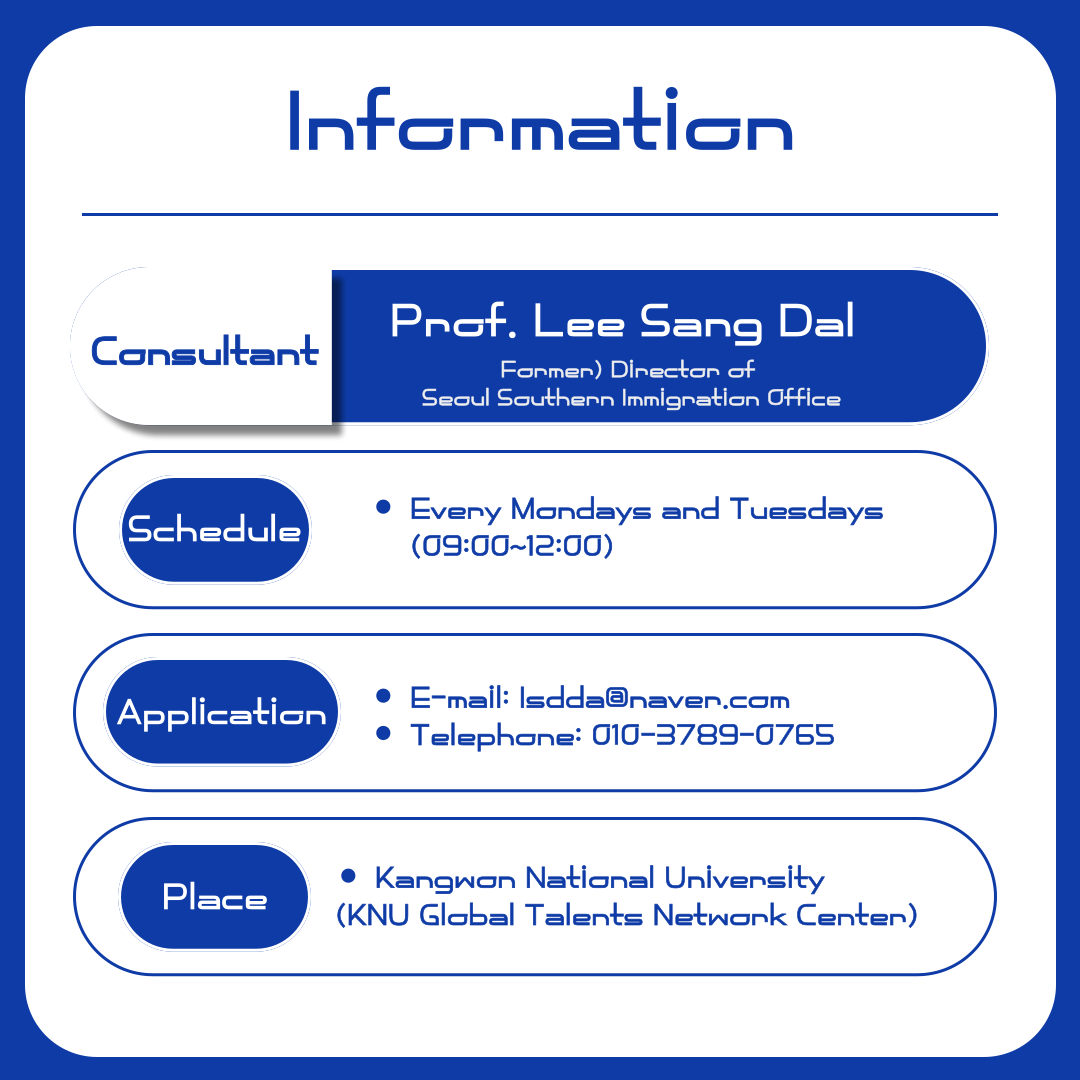 Information
Consultant
Prof. Lee Sang Dal
Former) Director of
Seoul Southern Immigration Office
Schedule
• Every Mondays and Tuesdays
(09:00~12:00)
Application
• E-mail: lsdda@naver.com
• Telephone: 010-3789-0765
Place
• Kangwon National University
(KNU Global Talents Network Center)